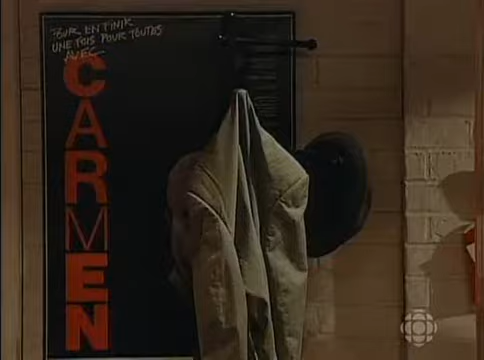 POUR EN FINIR
UNE FOIS POUR TOUTES
AVEC
CARMEN